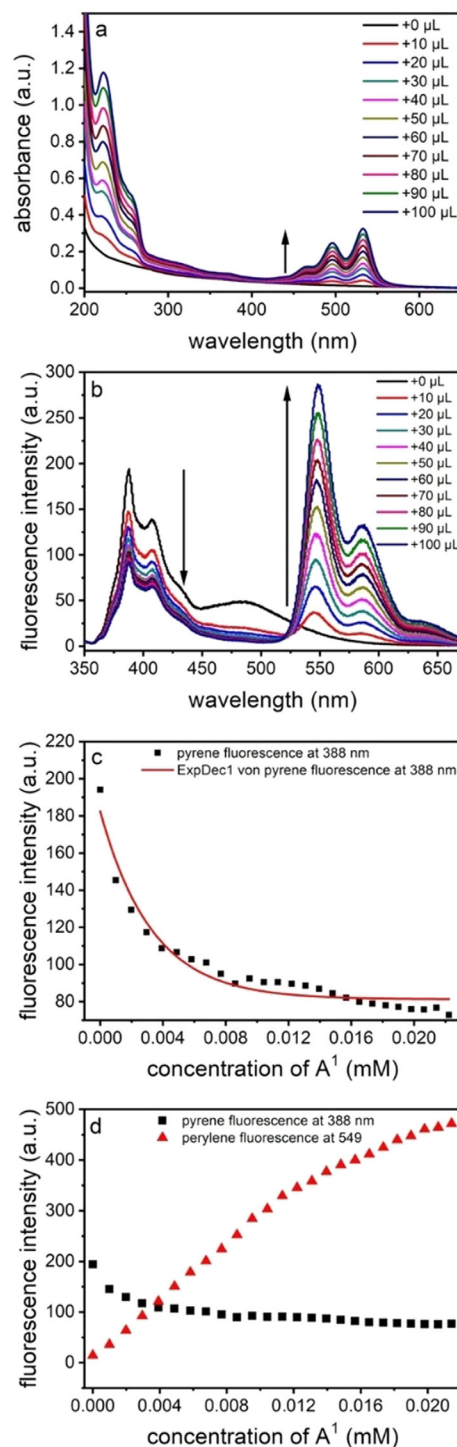 a
1.4
1.2
1.0
0.8
0.6
0.4
0.2
0.0
absorbance (a.u.)
+0 µL
+10 µL
+20 µL
+30 µL
+40 µL
+50 µL
+60 µL
+70 µL
+80 µL
+90 µL
+100 µL
200 300 400 500 600
wavelength (nm)
b
300
250
200
150
100
50
0
fluorescence intensity (a.u.)
+0 µL
+10 µL
+20 µL
+30 µL
+40 µL
+50 µL
+60 µL
+70 µL
+80 µL
+90 µL
+100 µL
350 400 450 500 550 600 650
wavelength (nm)
c
220
200
180
160
140
120
100
80
fluorescence intensity (a.u.)
pyrene fluorescence at 388 nm
ExpDec1 von pyrene fluorescence at 388 nm
0.000 0.004 0.008 0.012 0.016 0.020
concentration of A¹ (mM)
d
500
400
300
200
100
0
fluorescence intensity (a.u.)
pyrene fluorescence at 388 nm
perylene fluorescence at 549
0.000 0.004 0.008 0.012 0.016 0.020
concentration of A¹ (mM)